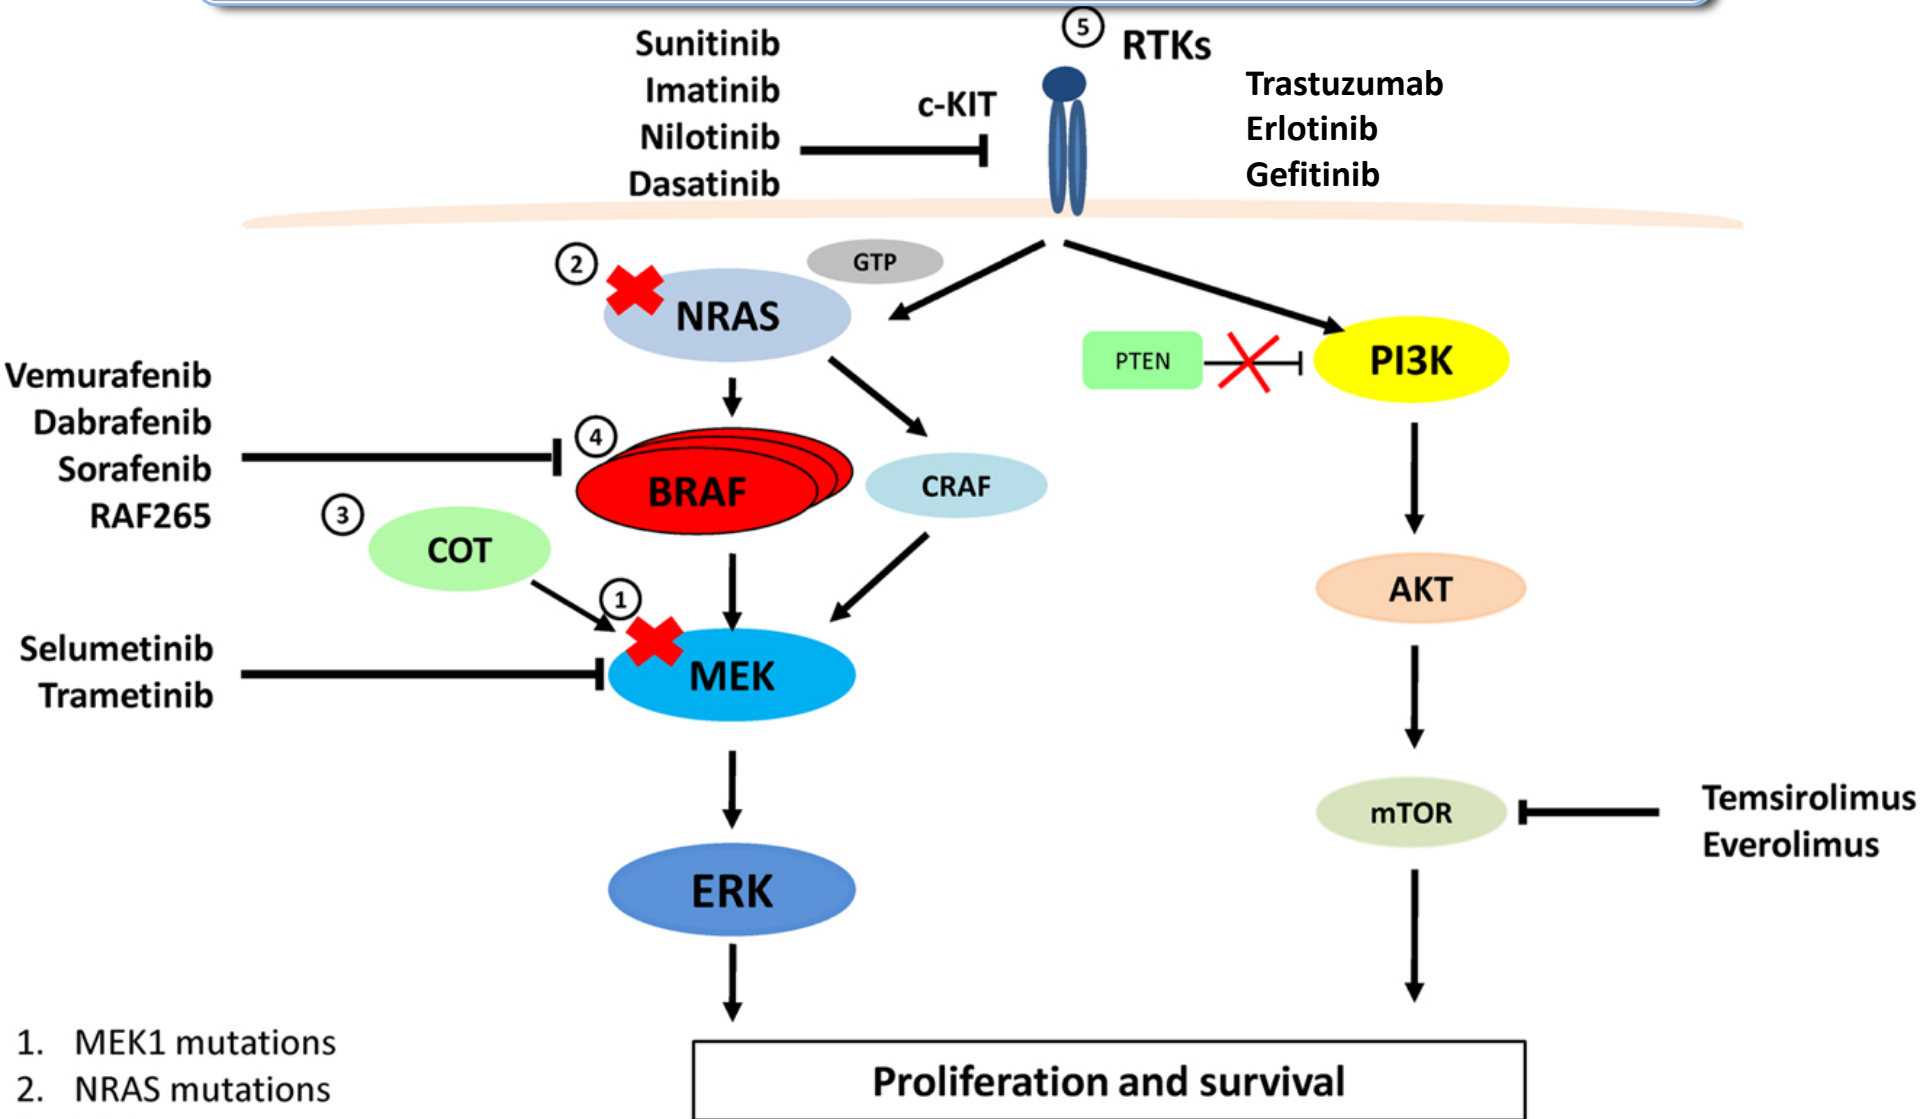 5
RTKs
Sunitinib
Imatinib
Nilotinib
Dasatinib
c-KIT
Trastuzumab
Erlotinib
Gefitinib
2
GTP
NRAS
PTEN
PI3K
Vemurafenib
Dabrafenib
Sorafenib
RAF265
4
BRAF
CRAF
3
COT
AKT
1
MEK
Selumetinib
Trametinib
mTOR
Temsirolimus
Everolimus
ERK
1. MEK1 mutations
2. NRAS mutations
Proliferation and survival